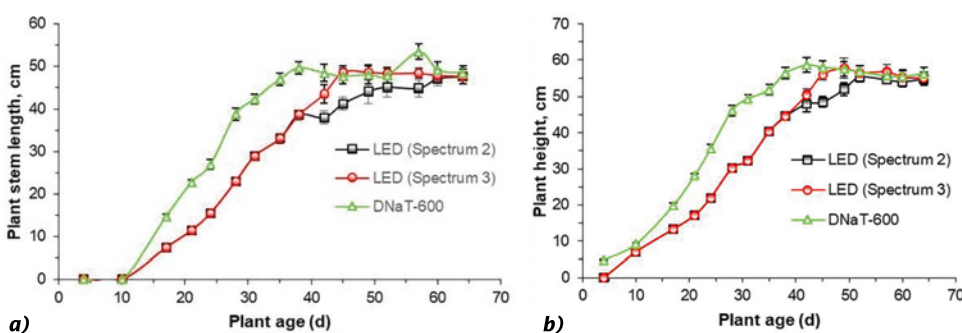 Plant stem length, cm
60
50
40
30
20
10
0
0 10 20 30 40 50 60 70
Plant age (d)
LED (Spectrum 2)
LED (Spectrum 3)
DNaT-600
a)
Plant height, cm
70
60
50
40
30
20
10
0
0 10 20 30 40 50 60 70
Plant age (d)
LED (Spectrum 2)
LED (Spectrum 3)
DNaT-600
b)